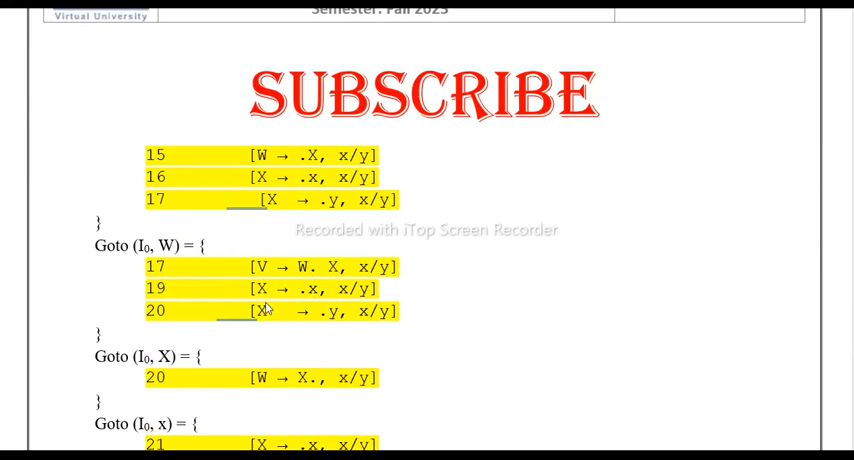 Virtual University
Semester: Fall 2023
SUBSCRIBE
15 [W → .X, x/y]
16 [X → .x, x/y]
17 [X → .y, x/y]
}
Recorded with iTop Screen Recorder
Goto (I₀, W) = {
17 [V → W. X, x/y]
19 [X → .x, x/y]
20 [X → .y, x/y]
}
Goto (I₀, X) = {
20 [W → X., x/y]
}
Goto (I₀, x) = {
21 [X → .x, x/y]